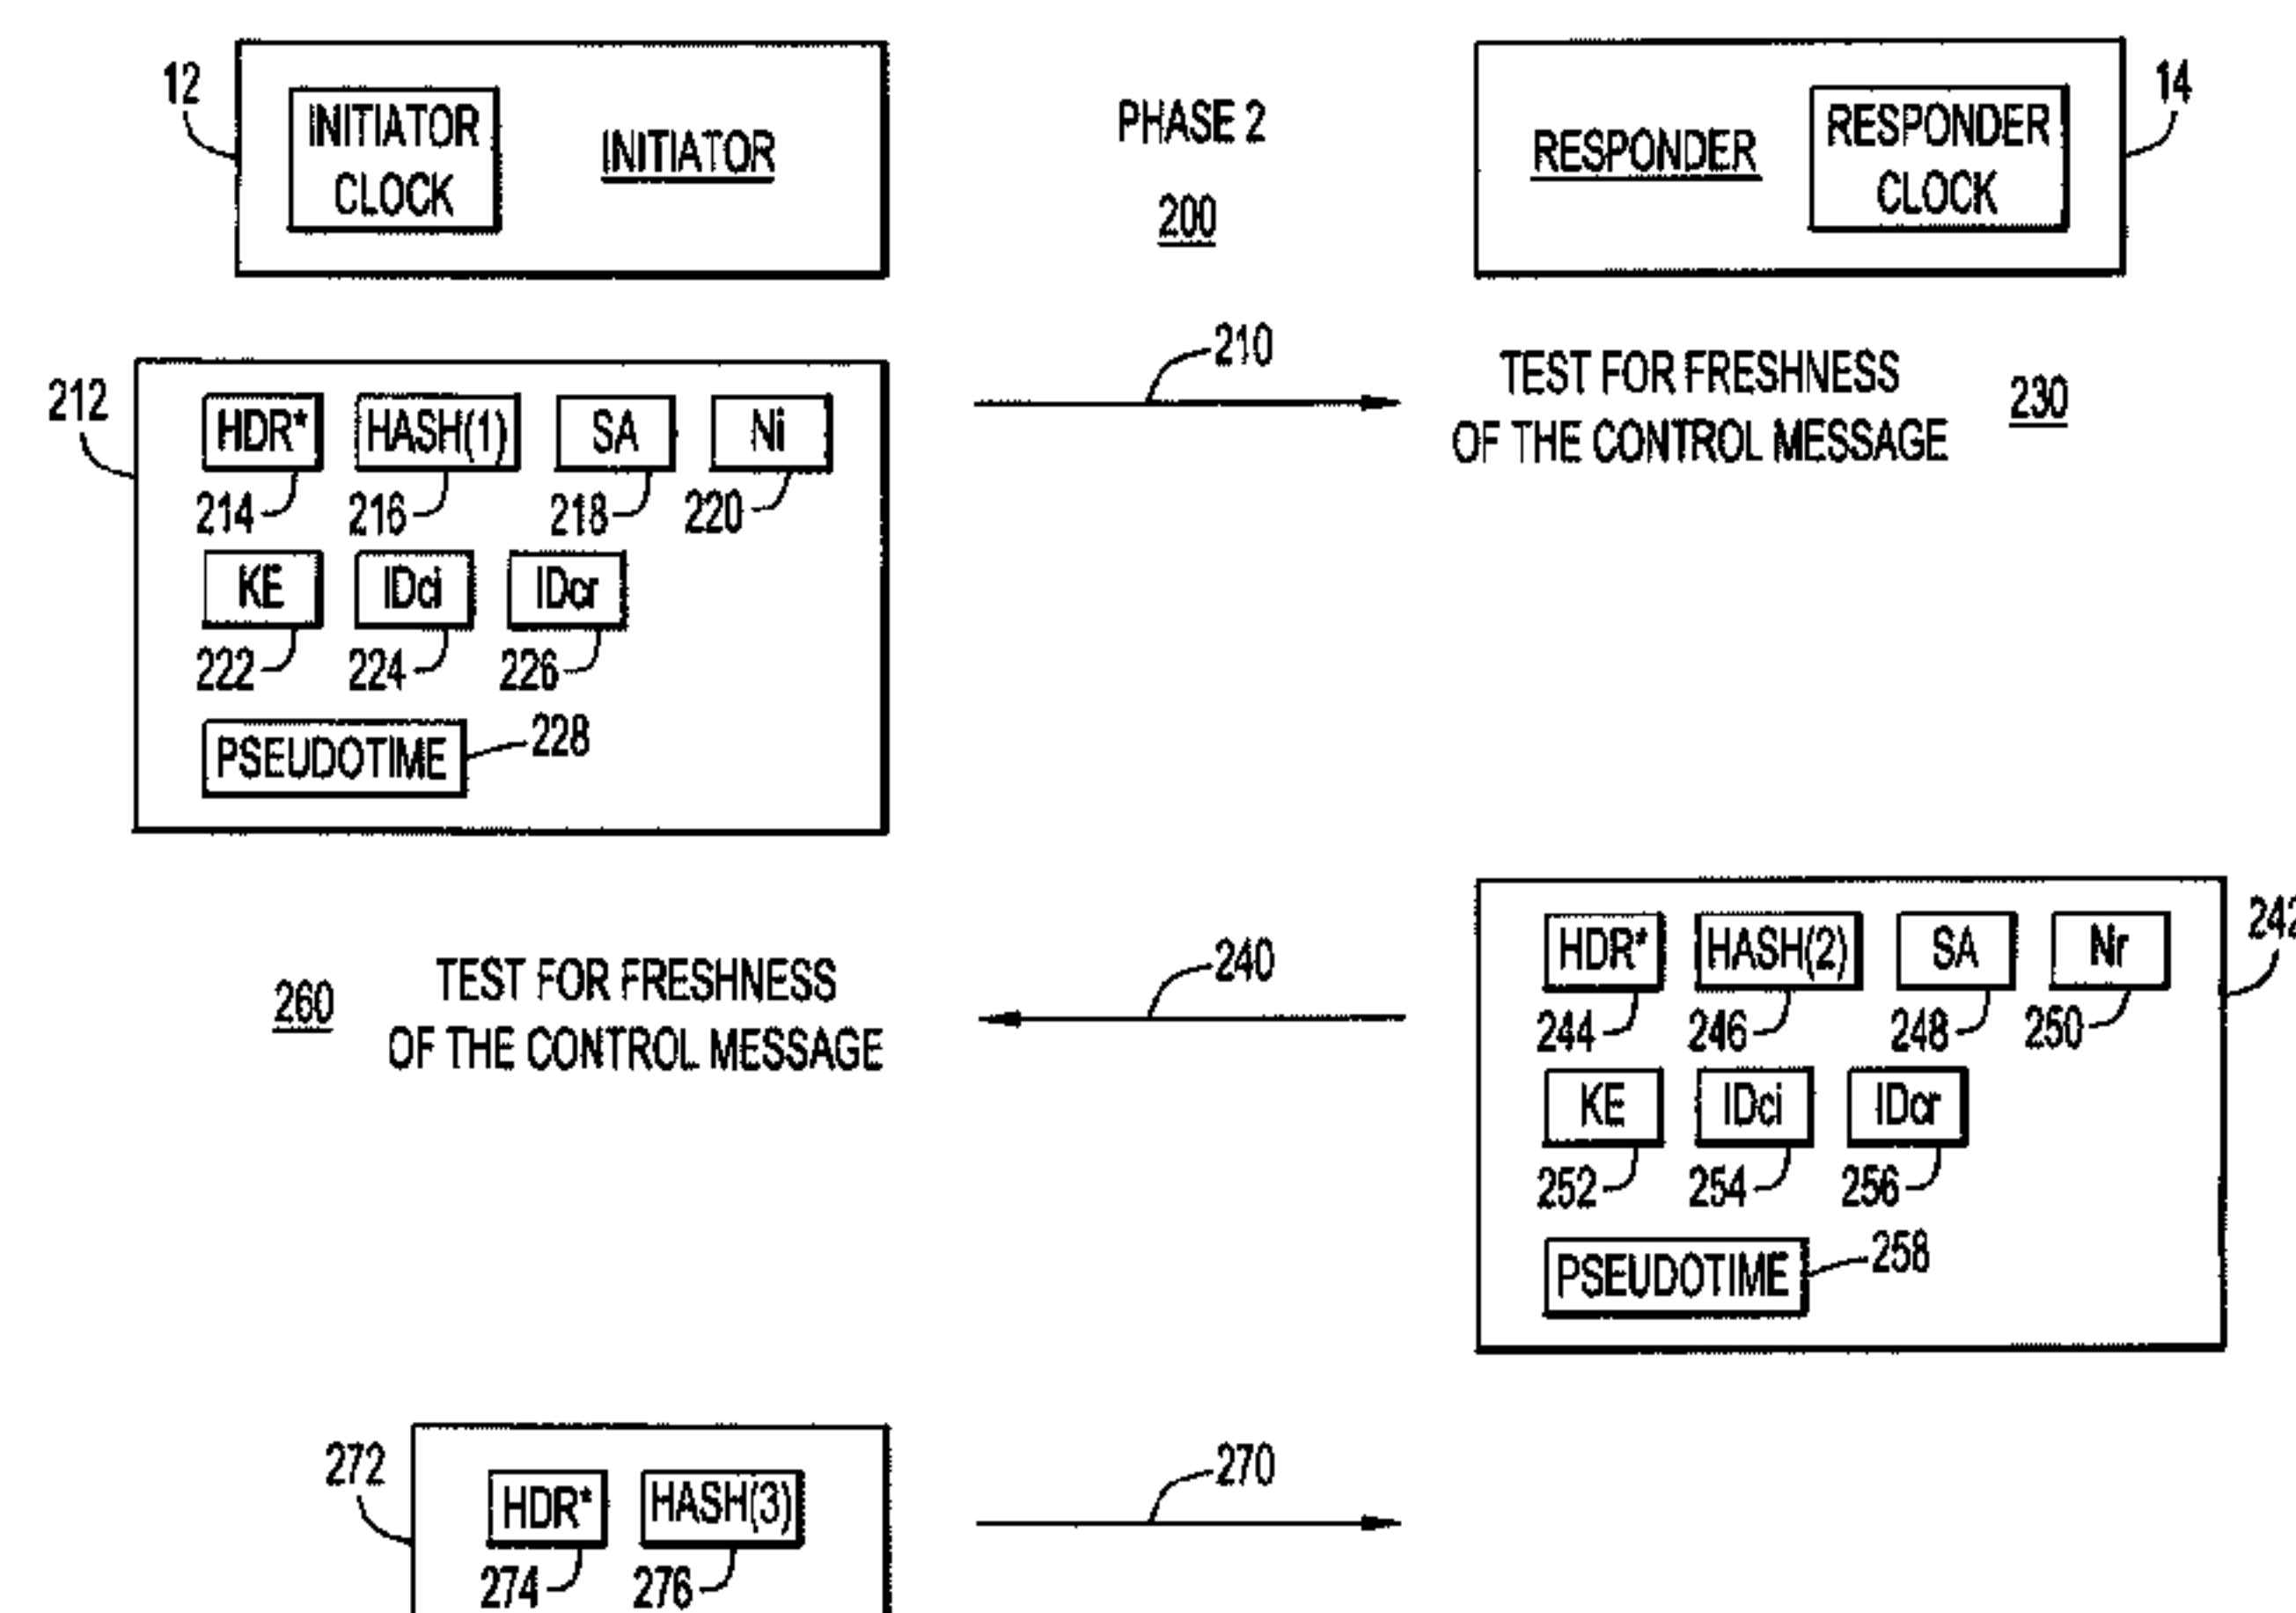 12
INITIATOR
CLOCK
INITIATOR
PHASE 2
200
RESPONDER
RESPONDER
CLOCK
14
212
HDR* HASH(1) SA Ni
214 216 218 220
KE IDci IDcr
222 224 226
PSEUDOTIME 228
210
TEST FOR FRESHNESS
OF THE CONTROL MESSAGE
230
260
TEST FOR FRESHNESS
OF THE CONTROL MESSAGE
240
242
HDR* HASH(2) SA Nr
244 246 248 250
KE IDci IDcr
252 254 256
PSEUDOTIME 258
272
HDR* HASH(3)
274 276
270